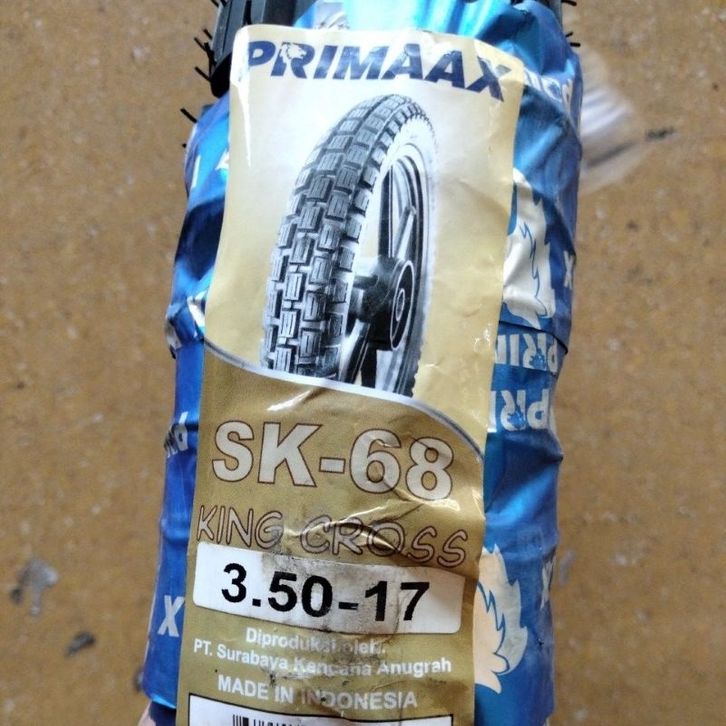 PRIMAAX
SK-68
KING CROSS
3.50-17
Diproduksi oleh:
PT. Surabaya Kencana Anugrah
MADE IN INDONESIA